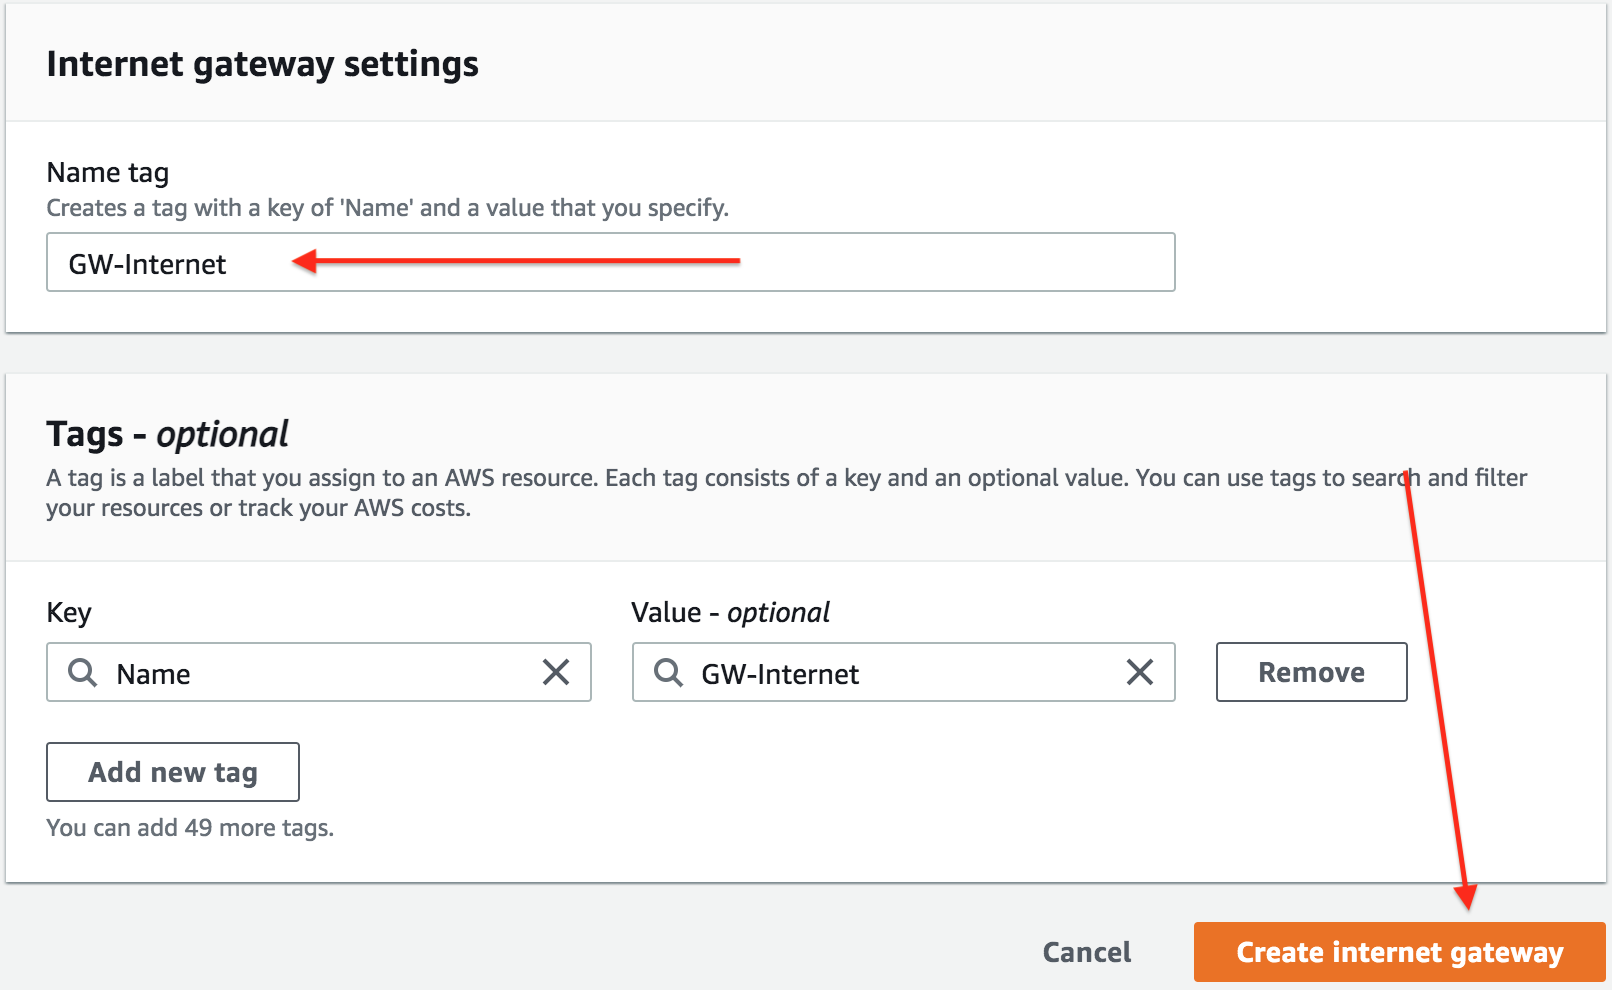 Internet gateway settings
Name tag
Creates a tag with a key of 'Name' and a value that you specify.
GW-Internet
Tags - optional
A tag is a label that you assign to an AWS resource. Each tag consists of a key and an optional value. You can use tags to search and filter
your resources or track your AWS costs.
Key
Value - optional
Name
GW-Internet
Remove
Add new tag
You can add 49 more tags.
Cancel
Create internet gateway